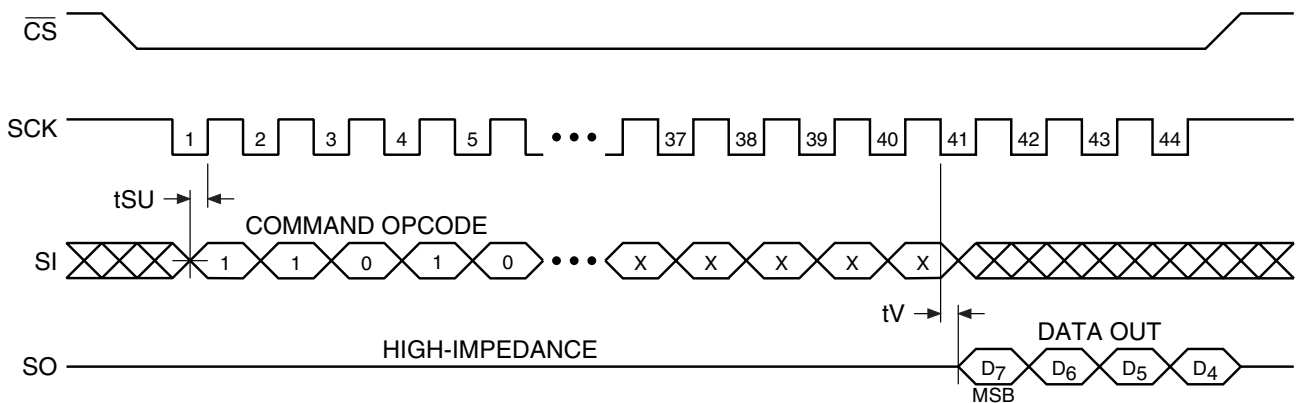 CS
SCK
1 2 3 4 5 ••• 37 38 39 40 41 42 43 44
tSU
COMMAND OPCODE
SI
1 1 0 1 0 ••• X X X X X
tV
DATA OUT
HIGH-IMPEDANCE
SO
D7 D6 D5 D4
MSB